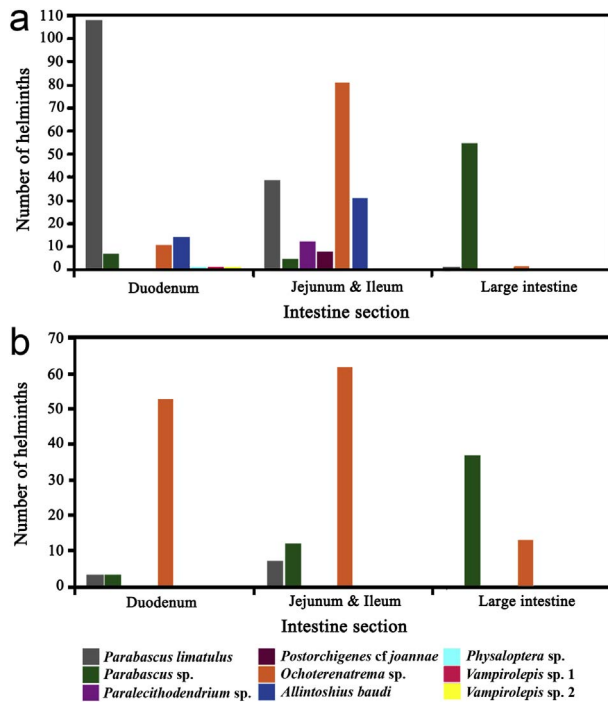 a
110
100
90
80
70
60
50
40
30
20
10
0
Number of helminths
Duodenum Jejunum & Ileum Large intestine
Intestine section
b
70
60
50
40
30
20
10
0
Number of helminths
Duodenum Jejunum & Ileum Large intestine
Intestine section
Parabascus limatulus Postorchigenes cf joannae Physaloptera sp.
Parabascus sp. Ochoterenatrema sp. Vampirolepis sp. 1
Paralecithodendrium sp. Allintoshius baudi Vampirolepis sp. 2